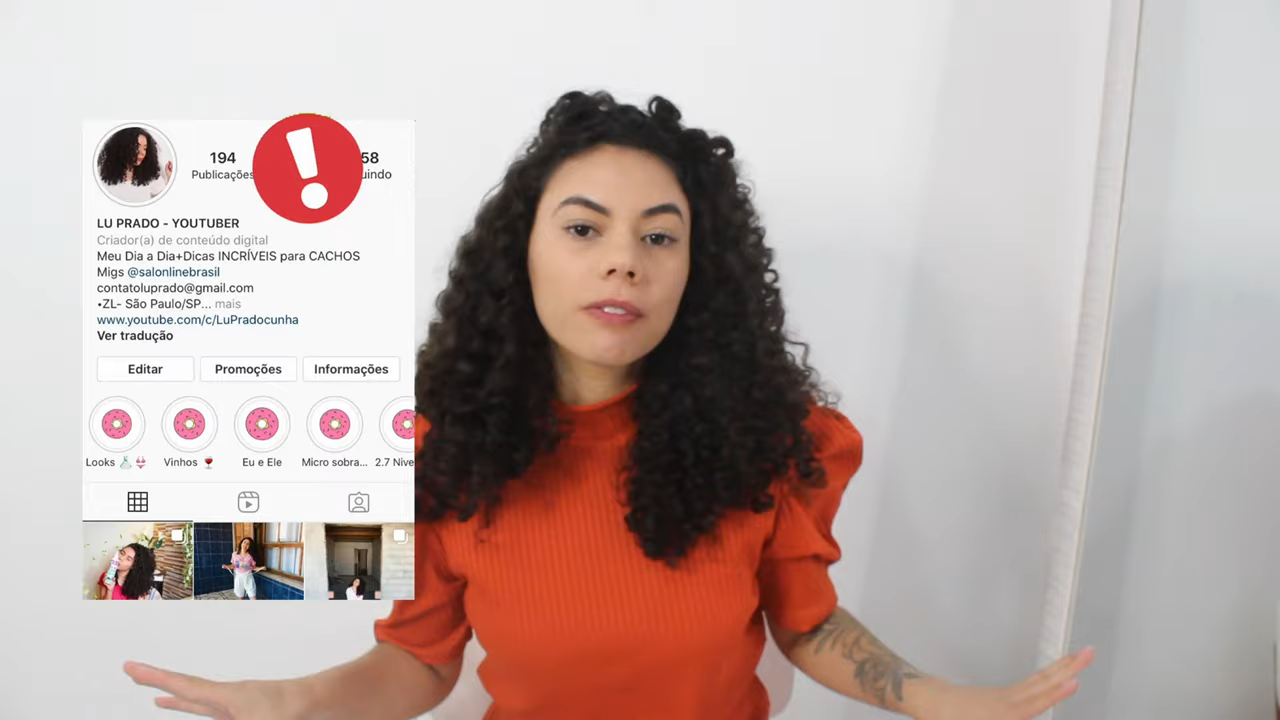 194
58
Publicações
uindo
LU PRADO - YOUTUBER
Criador(a) de conteúdo digital
Meu Dia a Dia+Dicas INCRÍVEIS para CACHOS
Migs @salonlinebrasil
contatoluprado@gmail.com
•ZL- São Paulo/SP... mais
www.youtube.com/c/LuPradocunha
Ver tradução
Editar
Promoções
Informações
Looks
Vinhos
Eu e Ele
Micro sobra...
2.7 Nive